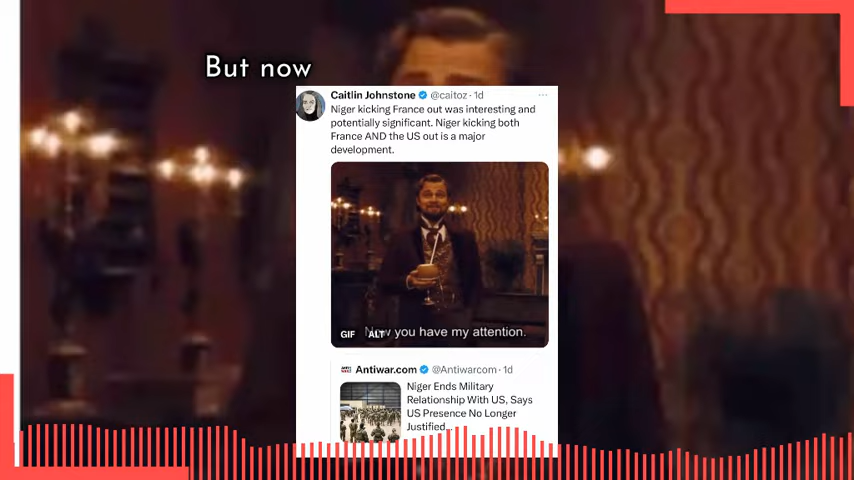 But now
Caitlin Johnstone @caitoz · 1d
Niger kicking France out was interesting and
potentially significant. Niger kicking both
France AND the US out is a major
development.
GIF ALT Now you have my attention.
Antiwar.com @Antiwarcom · 1d
Niger Ends Military
Relationship With US, Says
US Presence No Longer
Justified...